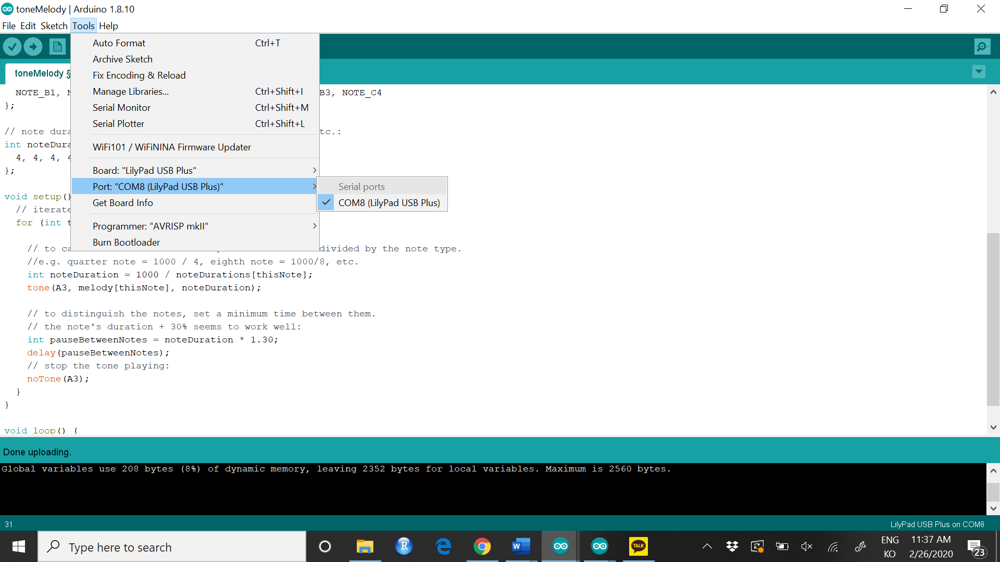 toneMelody | Arduino 1.8.10
File Edit Sketch Tools Help
Auto Format Ctrl+T
Archive Sketch
Fix Encoding & Reload
Manage Libraries... Ctrl+Shift+I
Serial Monitor Ctrl+Shift+M
Serial Plotter Ctrl+Shift+L
WiFi101 / WiFiNINA Firmware Updater
Board: "LilyPad USB Plus"
Port: "COM8 (LilyPad USB Plus)"
Get Board Info
Programmer: "AVRISP mkII"
Burn Bootloader
Serial ports
COM8 (LilyPad USB Plus)
toneMelody §
NOTE_B1, B3, NOTE_C4
};
// note dura tc.:
int noteDura
4, 4, 4, 4
};
void setup()
// iterate
for (int t
// to ca , divided by the note type.
//e.g. quarter note = 1000 / 4, eighth note = 1000/8, etc.
int noteDuration = 1000 / noteDurations[thisNote];
tone(A3, melody[thisNote], noteDuration);
// to distinguish the notes, set a minimum time between them.
// the note's duration + 30% seems to work well:
int pauseBetweenNotes = noteDuration * 1.30;
delay(pauseBetweenNotes);
// stop the tone playing:
noTone(A3);
}
}
void loop() {
Done uploading.
Global variables use 208 bytes (8%) of dynamic memory, leaving 2352 bytes for local variables. Maximum is 2560 bytes.
31
LilyPad USB Plus on COM8
Type here to search
R
W
TALK
ENG
KO
11:37 AM
2/26/2020
23